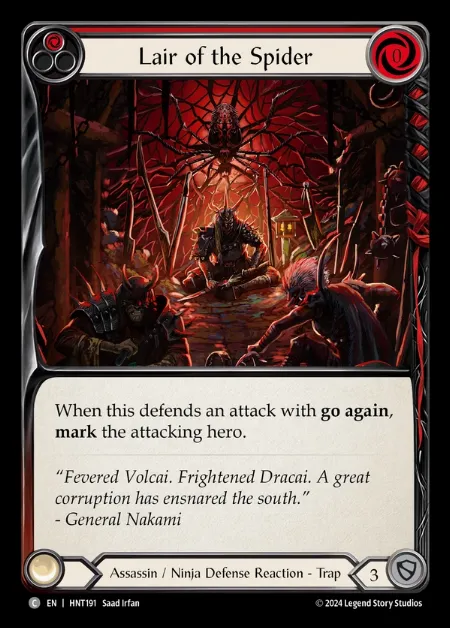 Lair of the Spider
0
When this defends an attack with go again,
mark the attacking hero.
“Fevered Volcai. Frightened Dracai. A great
corruption has ensnared the south.”
- General Nakami
Assassin / Ninja Defense Reaction - Trap
3
C EN | HNT191 Saad Irfan
© 2024 Legend Story Studios